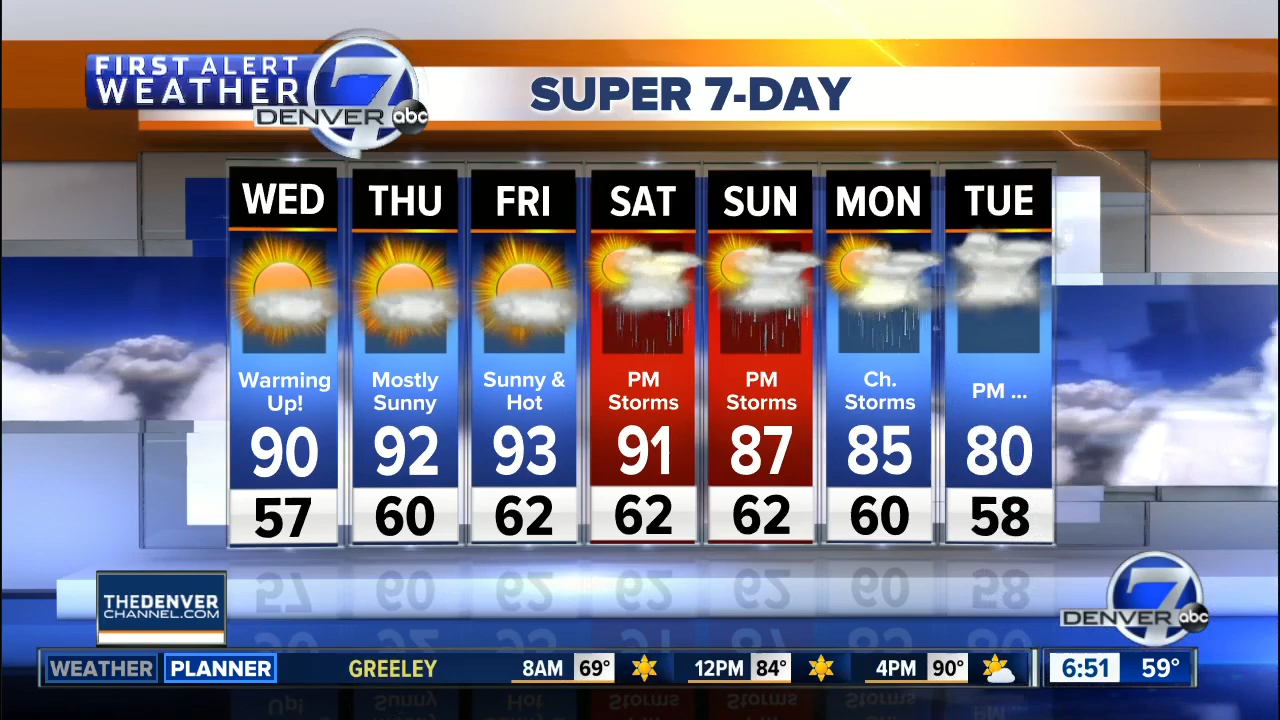 FIRST ALERT
WEATHER
7
DENVER abc
SUPER 7-DAY
WED THU FRI SAT SUN MON TUE
Warming Mostly Sunny & PM PM Ch. PM ...
Up! Sunny Hot Storms Storms Storms
90 92 93 91 87 85 80
57 60 62 62 62 60 58
THEDENVER
CHANNEL.COM
7
DENVER abc
WEATHER PLANNER GREELEY 8AM 69° 12PM 84° 4PM 90° 6:51 59°